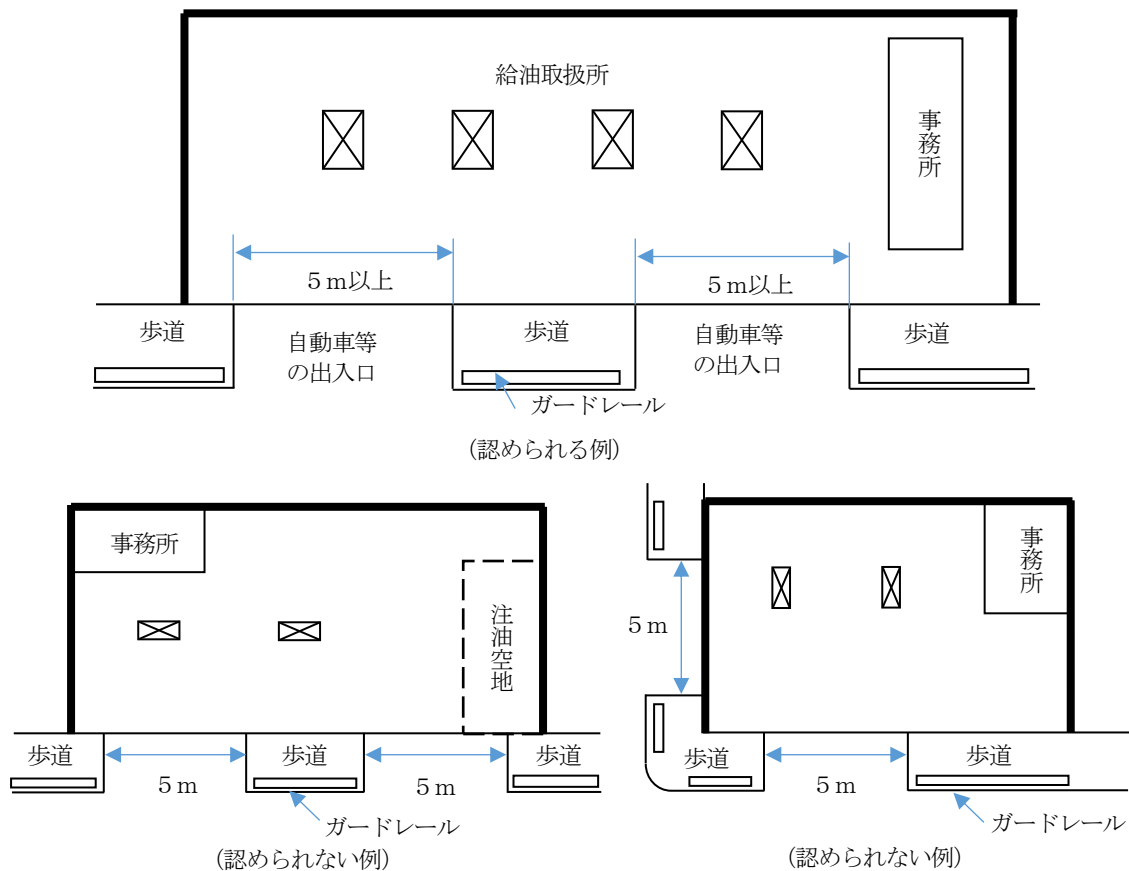 給油取扱所
事務所
５ｍ以上
５ｍ以上
歩道
自動車等
の出入口
歩道
自動車等
の出入口
歩道
ガードレール
（認められる例）
事務所
注油空地
歩道
５ｍ
歩道
５ｍ
歩道
ガードレール
（認められない例）
事務所
５ｍ
歩道
５ｍ
歩道
ガードレール
（認められない例）